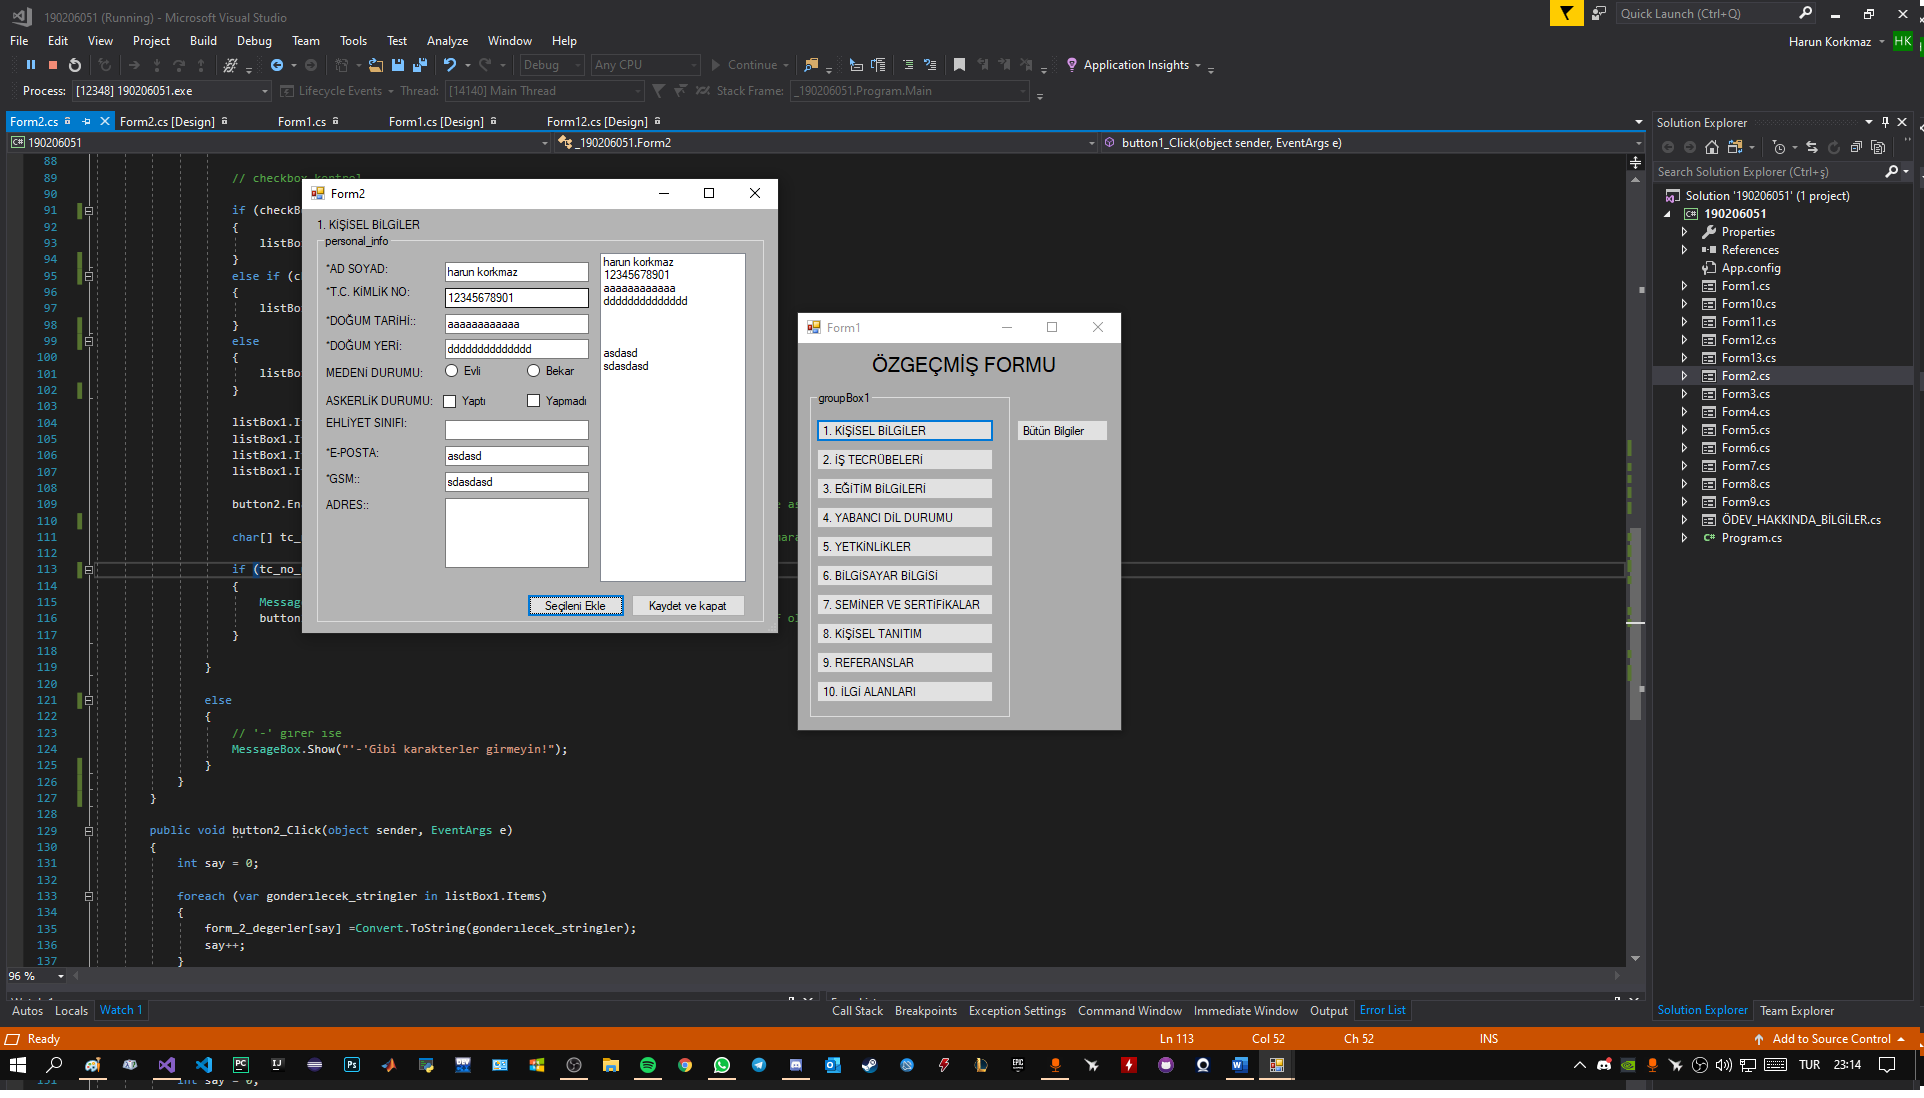 190206051 (Running) - Microsoft Visual Studio
Quick Launch (Ctrl+Q)
File Edit View Project Build Debug Team Tools Test Analyze Window Help
Harun Korkmaz HK
Debug Any CPU Continue Application Insights
Process: [12348] 190206051.exe Lifecycle Events Thread: [14140] Main Thread Stack Frame: _190206051.Program.Main
Form2.cs Form2.cs [Design] Form1.cs Form1.cs [Design] Form12.cs [Design]
190206051 _190206051.Form2 button1_Click(object sender, EventArgs e)
88
89 // checkbox kontrol
90
91 if (checkB
92 {
93 listBo
94 }
95 else if (c
96 {
97 listBo
98 }
99 else
100 {
101 listBo
102 }
103
104 listBox1.It
105 listBox1.It
106 listBox1.It
107 listBox1.It
108
109 button2.En
110
111 char[] tc_
112
113 if (tc_no_
114 {
115 Messag
116 button
117 }
118
119 }
120
121 else
122 {
123 // '-' gırer ıse
124 MessageBox.Show("'-'Gibi karakterler girmeyin!");
125 }
126 }
127 }
128
129 public void button2_Click(object sender, EventArgs e)
130 {
131 int say = 0;
132
133 foreach (var gonderılecek_stringler in listBox1.Items)
134 {
135 form_2_degerler[say] =Convert.ToString(gonderılecek_stringler);
136 say++;
137 }
96 %
Form2
1. KİŞİSEL BİLGİLER
personal_info
*AD SOYAD: harun korkmaz
*T.C. KİMLİK NO: 12345678901
*DOĞUM TARİHİ:: aaaaaaaaaaaa
*DOĞUM YERİ: dddddddddddddd
MEDENİ DURUMU: Evli Bekar
ASKERLİK DURUMU: Yaptı Yapmadı
EHLİYET SINIFI:
*E-POSTA: asdasd
*GSM:: sdasdasd
ADRES::
harun korkmaz
12345678901
aaaaaaaaaaaa
dddddddddddddd
asdasd
sdasdasd
Seçileni Ekle Kaydet ve kapat
Form1
ÖZGEÇMİŞ FORMU
groupBox1
1. KİŞİSEL BİLGİLER
Bütün Bilgiler
2. İŞ TECRÜBELERİ
3. EĞİTİM BİLGİLERİ
4. YABANCI DİL DURUMU
5. YETKİNLİKLER
6. BİLGİSAYAR BİLGİSİ
7. SEMİNER VE SERTİFİKALAR
8. KİŞİSEL TANITIM
9. REFERANSLAR
10. İLGİ ALANLARI
Solution Explorer
Search Solution Explorer (Ctrl+ş)
Solution '190206051' (1 project)
190206051
Properties
References
App.config
Form1.cs
Form10.cs
Form11.cs
Form12.cs
Form13.cs
Form2.cs
Form3.cs
Form4.cs
Form5.cs
Form6.cs
Form7.cs
Form8.cs
Form9.cs
ÖDEV_HAKKINDA_BİLGİLER.cs
Program.cs
Autos Locals Watch 1
Call Stack Breakpoints Exception Settings Command Window Immediate Window Output Error List
Solution Explorer Team Explorer
Ready Ln 113 Col 52 Ch 52 INS Add to Source Control
TUR 23:14
int say = 0;